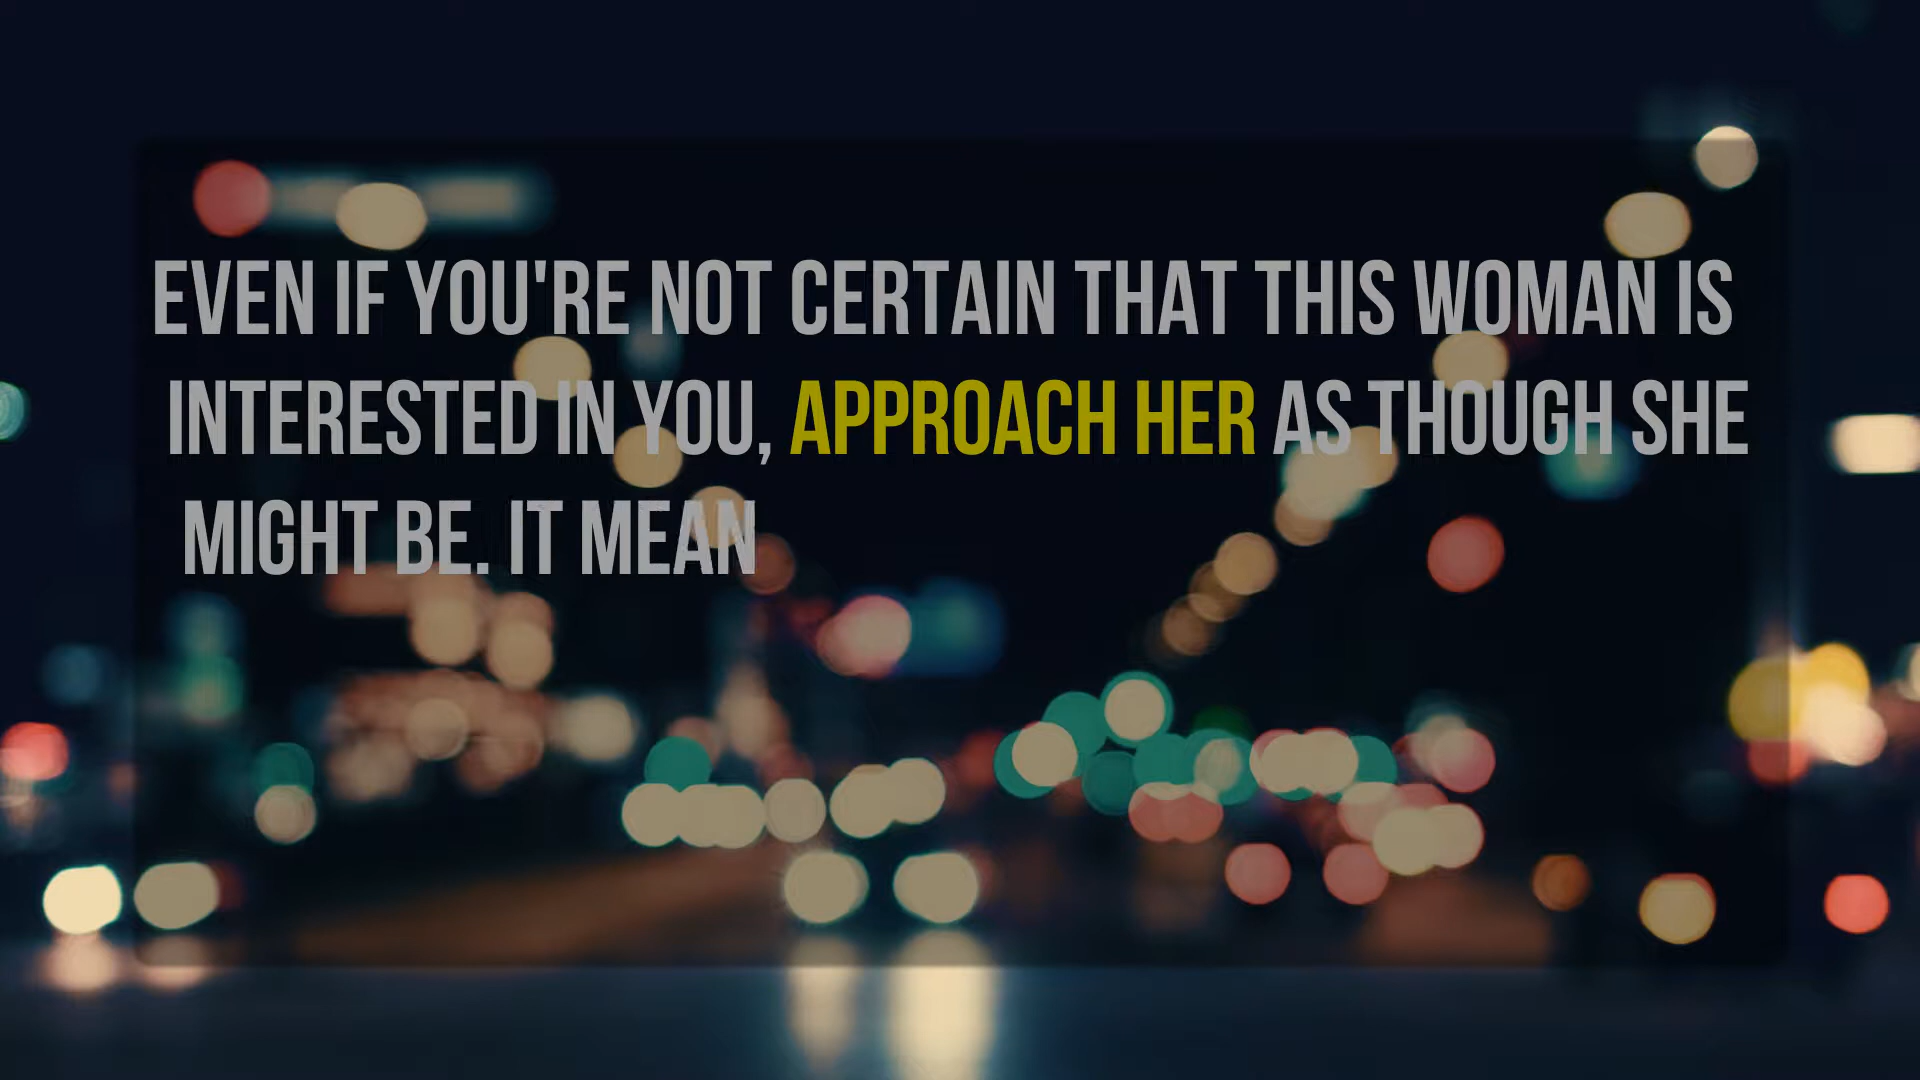 EVEN IF YOU'RE NOT CERTAIN THAT THIS WOMAN IS
INTERESTED IN YOU, APPROACH HER AS THOUGH SHE
MIGHT BE. IT MEAN